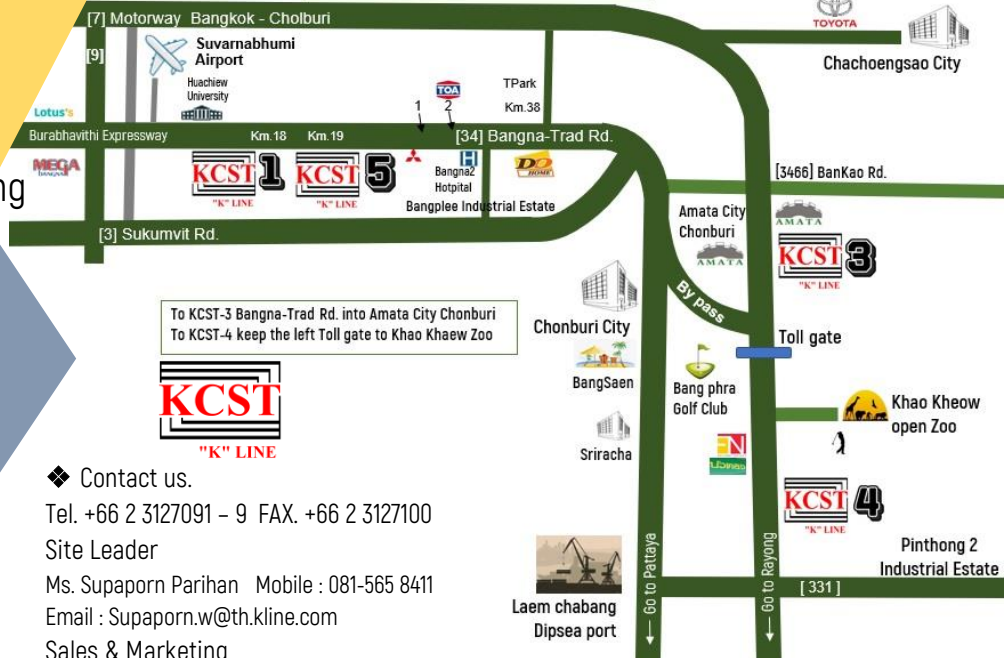 [7] Motorway Bangkok - Cholburi
TOYOTA
Chachoengsao City
[9]
Suvarnabhumi
Airport
Huachiew
University
TOA
TPark
Km.38
1 2
Lotus's
Burabhavithi Expressway
Km.18 Km.19
[34] Bangna-Trad Rd.
MEGA
BANGNA
ng
KCST 1
"K" LINE
KCST 5
"K" LINE
H
Bangna2
Hotpital
DO
HOME
Bangplee Industrial Estate
[3466] BanKao Rd.
[3] Sukumvit Rd.
Amata City
Chonburi
AMATA
AMATA
KCST 3
"K" LINE
By pass
Toll gate
To KCST-3 Bangna-Trad Rd. into Amata City Chonburi
To KCST-4 keep the left Toll gate to Khao Khaew Zoo
Chonburi City
BangSaen
Bang phra
Golf Club
Khao Kheow
open Zoo
Sriracha
KCST
"K" LINE
KCST 4
"K" LINE
❖ Contact us.
Tel. +66 2 3127091 – 9 FAX. +66 2 3127100
Site Leader
Ms. Supaporn Parihan Mobile : 081-565 8411
Email : Supaporn.w@th.kline.com
Sales & Marketing
Laem chabang
Dipsea port
Go to Pattaya
Go to Rayong
Pinthong 2
Industrial Estate
[ 331 ]